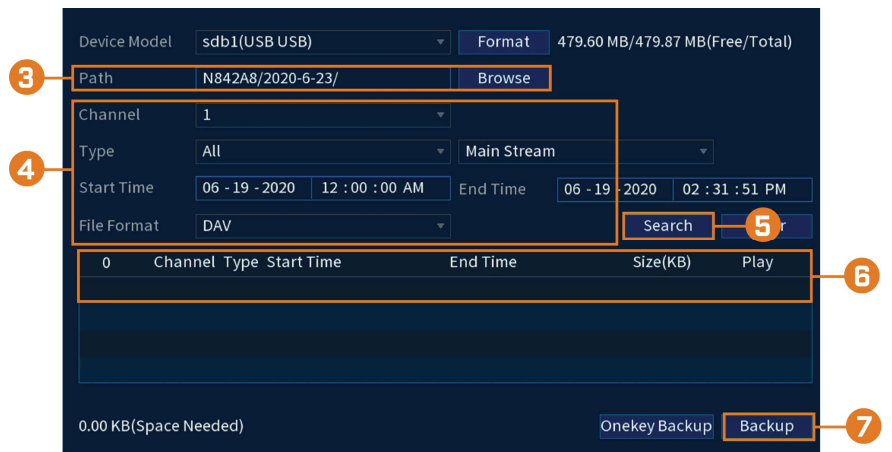 Device Model sdb1(USB USB) Format 479.60 MB/479.87 MB(Free/Total)
3 Path N842A8/2020-6-23/ Browse
Channel 1
4 Type All Main Stream
Start Time 06 - 19 - 2020 12 : 00 : 00 AM End Time 06 - 19 - 2020 02 : 31 : 51 PM
File Format DAV Search 5
0 Channel Type Start Time End Time Size(KB) Play
6
0.00 KB(Space Needed) Onekey Backup Backup 7